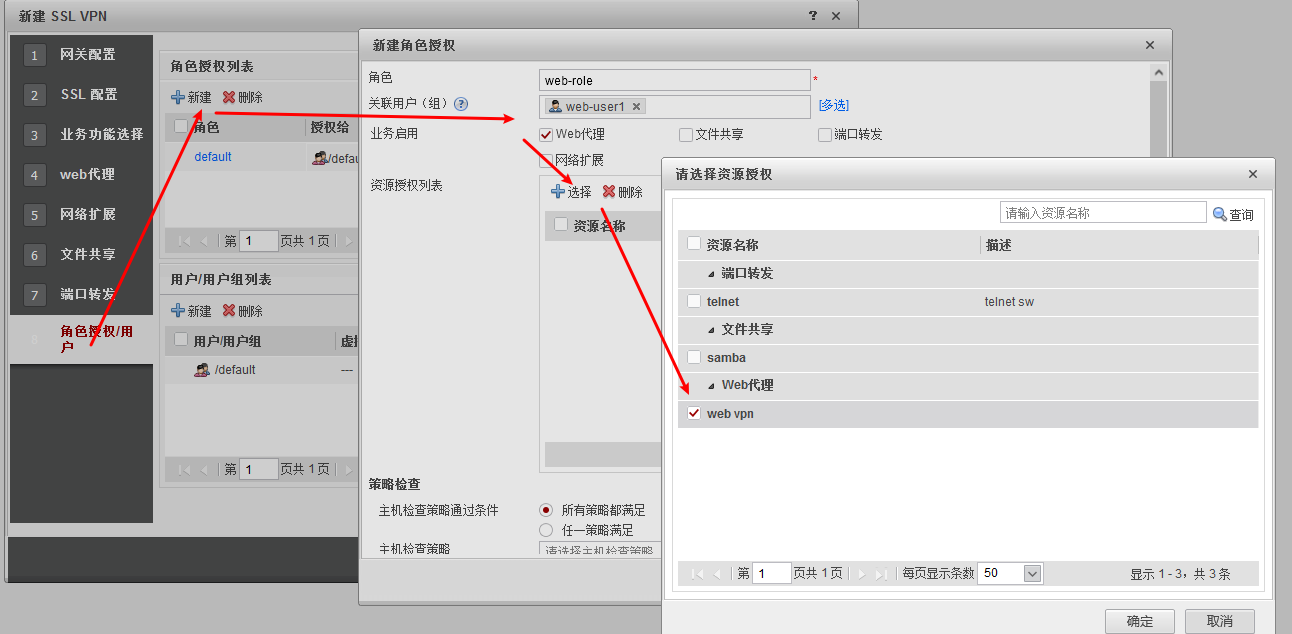 新建 SSL VPN
?
1 网关配置
2 SSL 配置
3 业务功能选择
4 web代理
5 网络扩展
6 文件共享
7 端口转发
8 角色授权/用
户
角色授权列表
新建 删除
角色 授权给
default /defau
第 1 页共 1 页
用户/用户组列表
新建 删除
用户/用户组
/default ---
第 1 页共 1 页
新建角色授权
角色 web-role *
关联用户（组） ? web-user1 [多选]
业务启用 Web代理 文件共享 端口转发
网络扩展
资源授权列表 选择 删除
资源名称
策略检查
主机检查策略通过条件 所有策略都满足
任一策略满足
主机检查策略 请选择主机检查策略
请选择资源授权
请输入资源名称 查询
资源名称 描述
端口转发
telnet telnet sw
文件共享
samba
Web代理
web vpn
第 1 页共 1 页 每页显示条数 50 显示 1 - 3，共 3 条
确定 取消